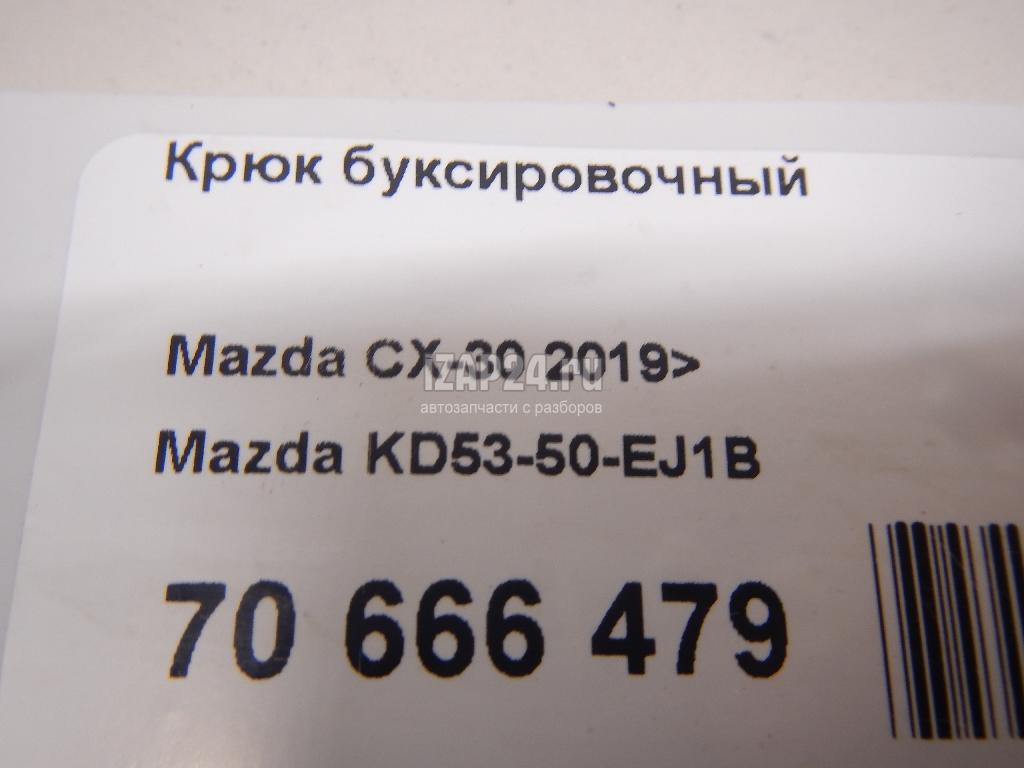 Крюк буксировочный
Mazda CX-30 2019>
IZAP24.ru
автозапчасти с разборов
Mazda KD53-50-EJ1B
70 666 479